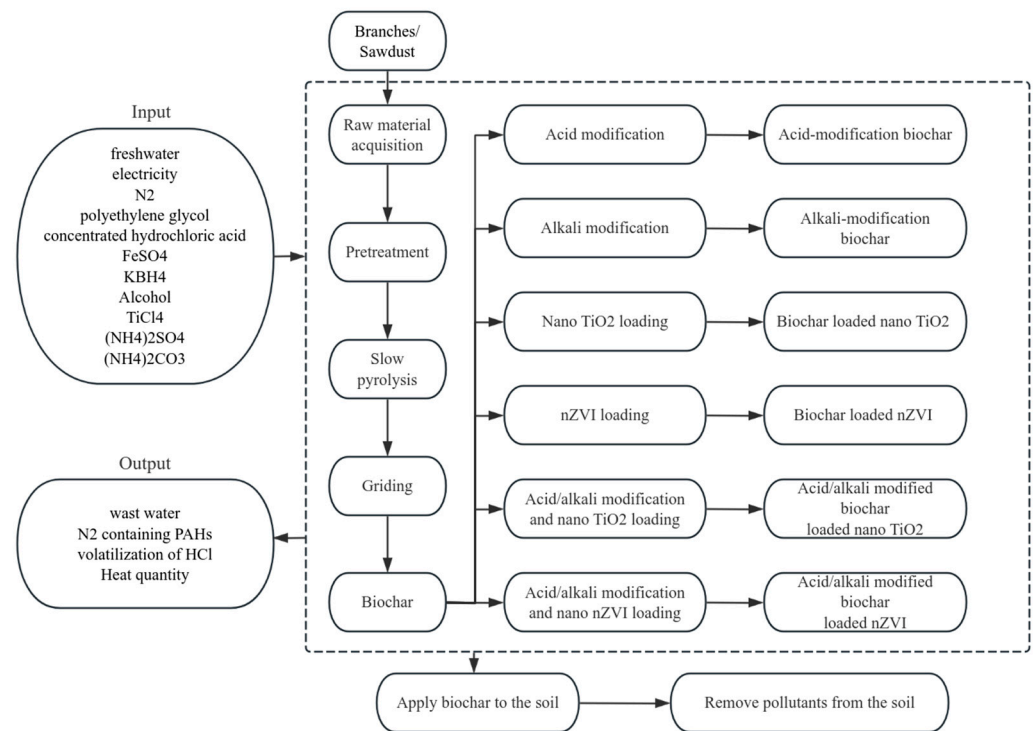 Branches/
Sawdust
Input
freshwater
electricity
N2
polyethylene glycol
concentrated hydrochloric acid
FeSO4
KBH4
Alcohol
TiCl4
(NH4)2SO4
(NH4)2CO3
Output
wast water
N2 containing PAHs
volatilization of HCl
Heat quantity
Raw material
acquisition
Pretreatment
Slow
pyrolysis
Griding
Biochar
Acid modification
Acid-modification biochar
Alkali modification
Alkali-modification
biochar
Nano TiO2 loading
Biochar loaded nano TiO2
nZVI loading
Biochar loaded nZVI
Acid/alkali modification
and nano TiO2 loading
Acid/alkali modified
biochar
loaded nano TiO2
Acid/alkali modification
and nano nZVI loading
Acid/alkali modified
biochar
loaded nZVI
Apply biochar to the soil
Remove pollutants from the soil